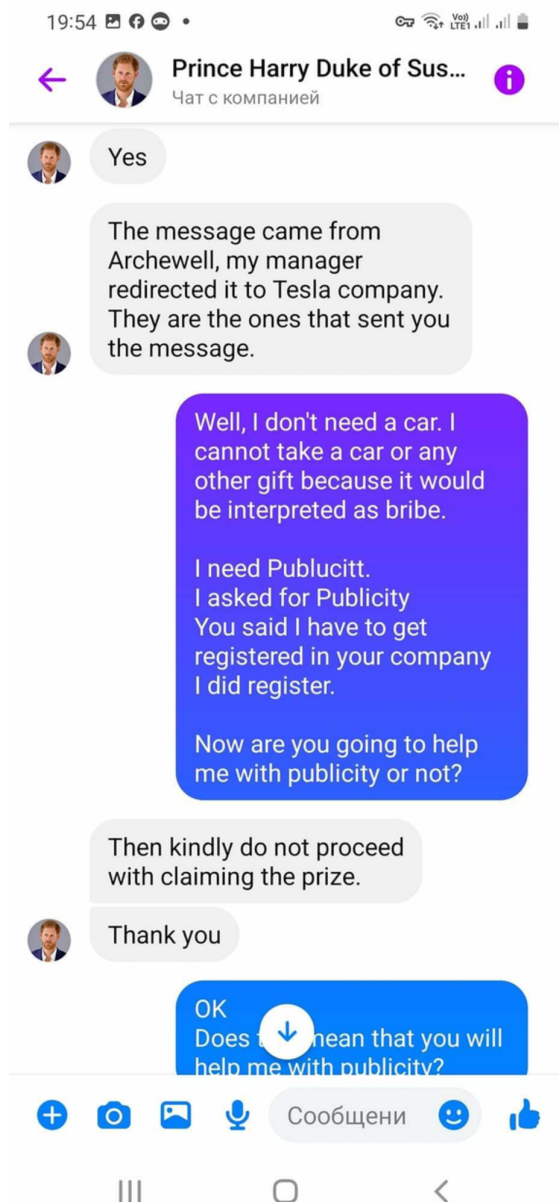 19:54
Vo))
LTE1
Prince Harry Duke of Sus...
Чат с компанией
Yes
The message came from
Archewell, my manager
redirected it to Tesla company.
They are the ones that sent you
the message.
Well, I don't need a car. I
cannot take a car or any
other gift because it would
be interpreted as bribe.
I need Publucitt.
I asked for Publicity
You said I have to get
registered in your company
I did register.
Now are you going to help
me with publicity or not?
Then kindly do not proceed
with claiming the prize.
Thank you
OK
Does mean that you will
help me with publicity?
Сообщени